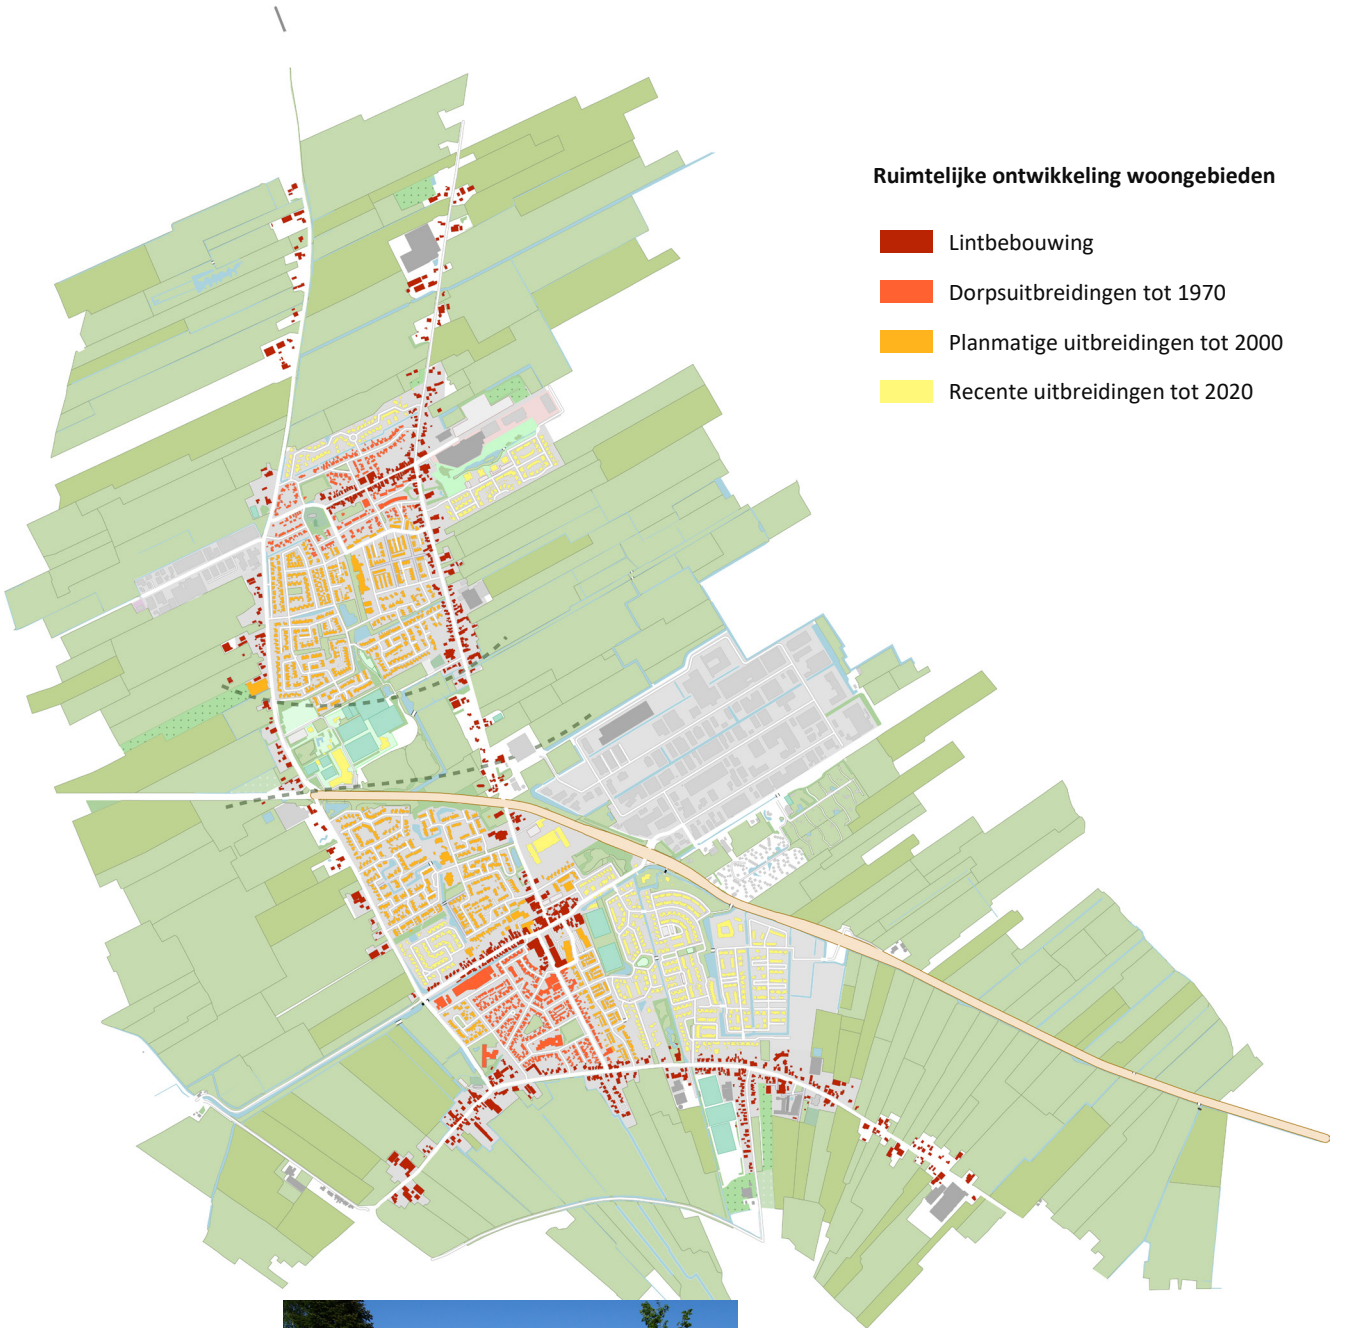 Ruimtelijke ontwikkeling woongebieden
Lintbebouwing
Dorpsuitbreidingen tot 1970
Planmatige uitbreidingen tot 2000
Recente uitbreidingen tot 2020